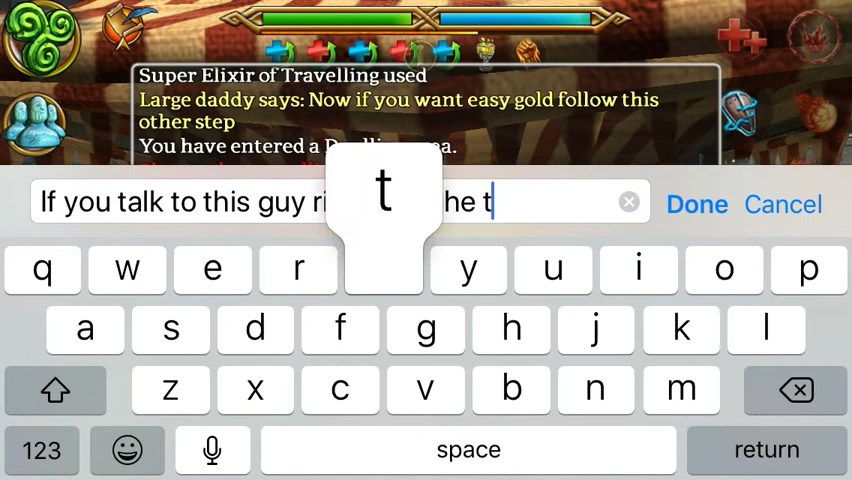 Super Elixir of Travelling used
Large daddy says: Now if you want easy gold follow this
other step
You have entered a
If you talk to this guy he t
t
Done
Cancel
q w e r y u i o p
a s d f g h j k l
z x c v b n m
123
space
return